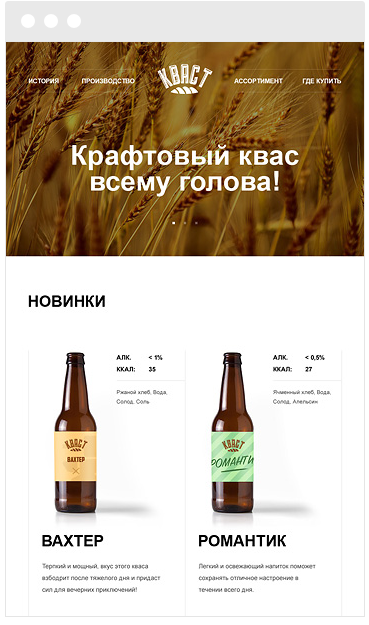 ИСТОРИЯ ПРОИЗВОДСТВО КВАСТ АССОРТИМЕНТ ГДЕ КУПИТЬ
Крафтовый квас
всему голова!
НОВИНКИ
АЛК. < 1%
ККАЛ: 35
Ржаной хлеб, Вода,
Солод, Соль
КВАСТ
ВАХТЕР
ВАХТЕР
Терпкий и мощный, вкус этого кваса
взбодрит после тяжелого дня и придаст
сил для вечерних приключений!
АЛК. < 0,5%
ККАЛ: 27
Ячменный хлеб, Вода,
Солод, Апельсин
КВАСТ
РОМАНТИ
РОМАНТИК
Легкий и освежающий напиток поможет
сохранять отличное настроение в
течении всего дня.